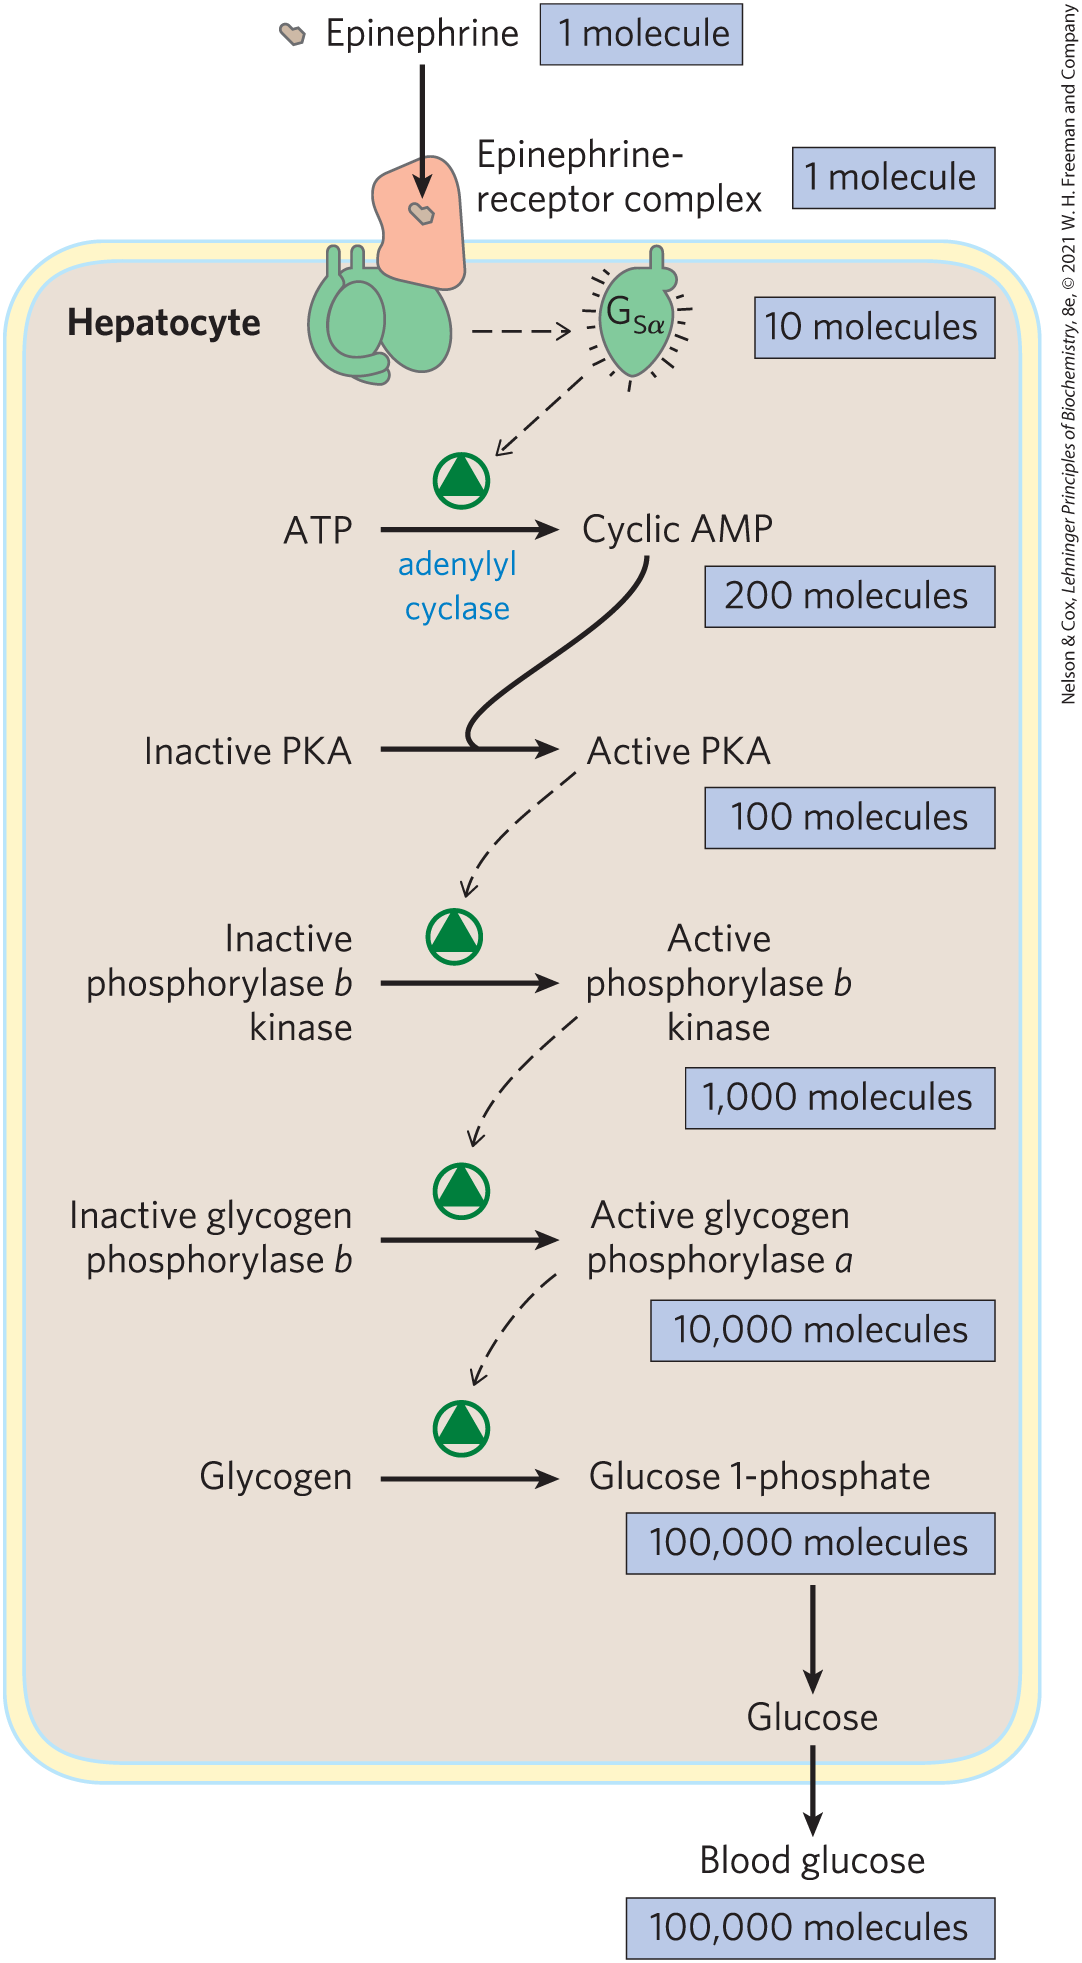 Epinephrine
1 molecule
Epinephrine-
receptor complex
1 molecule
Hepatocyte
GSα
10 molecules
ATP
adenylyl
cyclase
Cyclic AMP
200 molecules
Inactive PKA
Active PKA
100 molecules
Inactive
phosphorylase b
kinase
Active
phosphorylase b
kinase
1,000 molecules
Inactive glycogen
phosphorylase b
Active glycogen
phosphorylase a
10,000 molecules
Glycogen
Glucose 1-phosphate
100,000 molecules
Glucose
Blood glucose
100,000 molecules
Nelson & Cox, Lehninger Principles of Biochemistry, 8e, © 2021 W. H. Freeman and Company